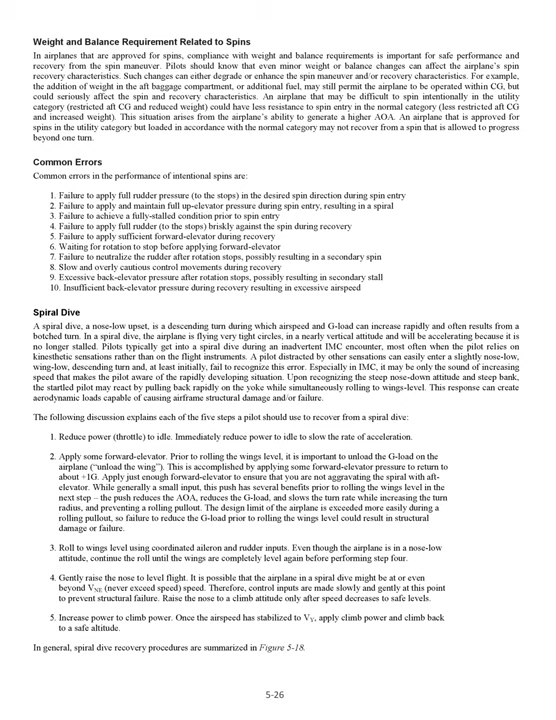 Weight and Balance Requirement Related to Spins
In airplanes that are approved for spins, compliance with weight and balance requirements is important for safe performance and
recovery from the spin maneuver. Pilots should know that even minor weight or balance changes can affect the airplane's spin
recovery characteristics. Such changes can either degrade or enhance the spin maneuver and/or recovery characteristics. For example,
the addition of weight in the aft baggage compartment, or additional fuel, may still permit the airplane to be operated within CG, but
could seriously affect the spin and recovery characteristics. An airplane that may be difficult to spin intentionally in the utility
category (restricted aft CG and reduced weight) could have less resistance to spin entry in the normal category (less restricted aft CG
and increased weight). This situation arises from the airplane's ability to generate a higher AOA. An airplane that is approved for
spins in the utility category but loaded in accordance with the normal category may not recover from a spin that is allowed to progress
beyond one turn.
Common Errors
Common errors in the performance of intentional spins are:
1. Failure to apply full rudder pressure (to the stops) in the desired spin direction during spin entry
2. Failure to apply and maintain full up-elevator pressure during spin entry, resulting in a spiral
3. Failure to achieve a fully-stalled condition prior to spin entry
4. Failure to apply full rudder (to the stops) briskly against the spin during recovery
5. Failure to apply sufficient forward-elevator during recovery
6. Waiting for rotation to stop before applying forward-elevator
7. Failure to neutralize the rudder after rotation stops, possibly resulting in a secondary spin
8. Slow and overly cautious control movements during recovery
9. Excessive back-elevator pressure after rotation stops, possibly resulting in secondary stall
10. Insufficient back-elevator pressure during recovery resulting in excessive airspeed
Spiral Dive
A spiral dive, a nose-low upset, is a descending turn during which airspeed and G-load can increase rapidly and often results from a
botched turn. In a spiral dive, the airplane is flying very tight circles, in a nearly vertical attitude and will be accelerating because it is
no longer stalled. Pilots typically get into a spiral dive during an inadvertent IMC encounter, most often when the pilot relies on
kinesthetic sensations rather than on the flight instruments. A pilot distracted by other sensations can easily enter a slightly nose-low,
wing-low, descending turn and, at least initially, fail to recognize this error. Especially in IMC, it may be only the sound of increasing
speed that makes the pilot aware of the rapidly developing situation. Upon recognizing the steep nose-down attitude and steep bank,
the startled pilot may react by pulling back rapidly on the yoke while simultaneously rolling to wings-level. This response can create
aerodynamic loads capable of causing airframe structural damage and/or failure.
The following discussion explains each of the five steps a pilot should use to recover from a spiral dive:
1. Reduce power (throttle) to idle. Immediately reduce power to idle to slow the rate of acceleration.
2. Apply some forward-elevator. Prior to rolling the wings level, it is important to unload the G-load on the
airplane ("unload the wing"). This is accomplished by applying some forward-elevator pressure to return to
about +1G. Apply just enough forward-elevator to ensure that you are not aggravating the spiral with aft-
elevator. While generally a small input, this push has several benefits prior to rolling the wings level in the
next step – the push reduces the AOA, reduces the G-load, and slows the turn rate while increasing the turn
radius, and preventing a rolling pullout. The design limit of the airplane is exceeded more easily during a
rolling pullout, so failure to reduce the G-load prior to rolling the wings level could result in structural
damage or failure.
3. Roll to wings level using coordinated aileron and rudder inputs. Even though the airplane is in a nose-low
attitude, continue the roll until the wings are completely level again before performing step four.
4. Gently raise the nose to level flight. It is possible that the airplane in a spiral dive might be at or even
beyond VNE (never exceed speed) speed. Therefore, control inputs are made slowly and gently at this point
to prevent structural failure. Raise the nose to a climb attitude only after speed decreases to safe levels.
5. Increase power to climb power. Once the airspeed has stabilized to VY, apply climb power and climb back
to a safe altitude.
In general, spiral dive recovery procedures are summarized in Figure 5-18.
5-26